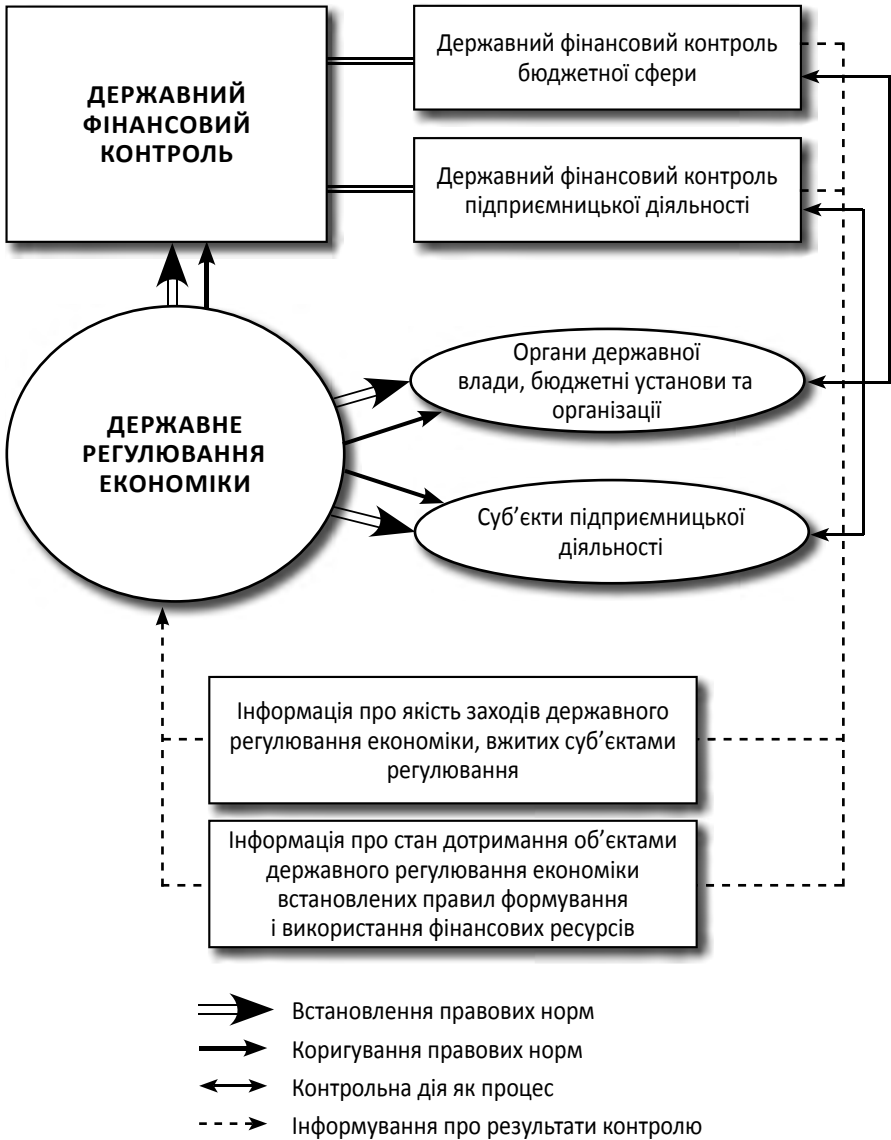 ДЕРЖАВНИЙ
ФІНАНСОВИЙ
КОНТРОЛЬ
Державний фінансовий контроль
бюджетної сфери
Державний фінансовий контроль
підприємницької діяльності
ДЕРЖАВНЕ
РЕГУЛЮВАННЯ
ЕКОНОМІКИ
Органи державної
влади, бюджетні установи та
організації
Суб’єкти підприємницької
діяльності
Інформація про якість заходів державного
регулювання економіки, вжитих суб’єктами
регулювання
Інформація про стан дотримання об’єктами
державного регулювання економіки
встановлених правил формування
і використання фінансових ресурсів
Встановлення правових норм
Коригування правових норм
Контрольна дія як процес
Інформування про результати контролю